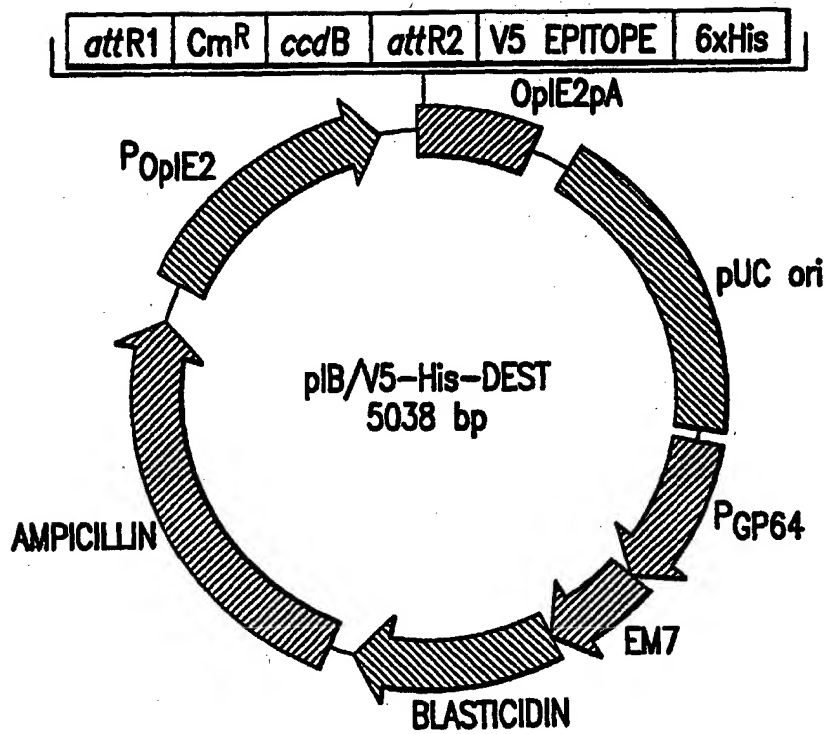 attR1 CmR ccdB attR2 V5 EPITOPE 6xHis
OpIE2pA
POpIE2
pUC ori
pIB/V5-His-DEST
5038 bp
PGP64
AMPICILLIN
EM7
BLASTICIDIN